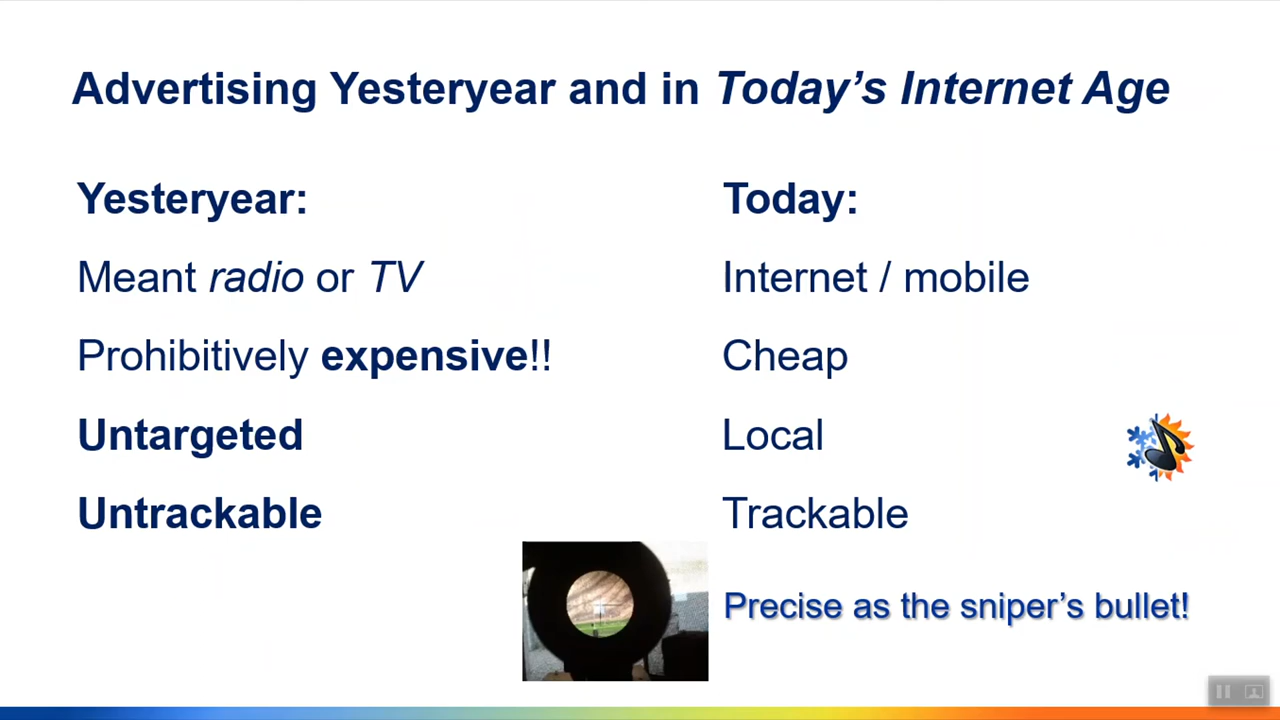 Advertising Yesteryear and in Today's Internet Age
Yesteryear:
Meant radio or TV
Prohibitively expensive!!
Untargeted
Untrackable
Today:
Internet / mobile
Cheap
Local
Trackable
Precise as the sniper's bullet!